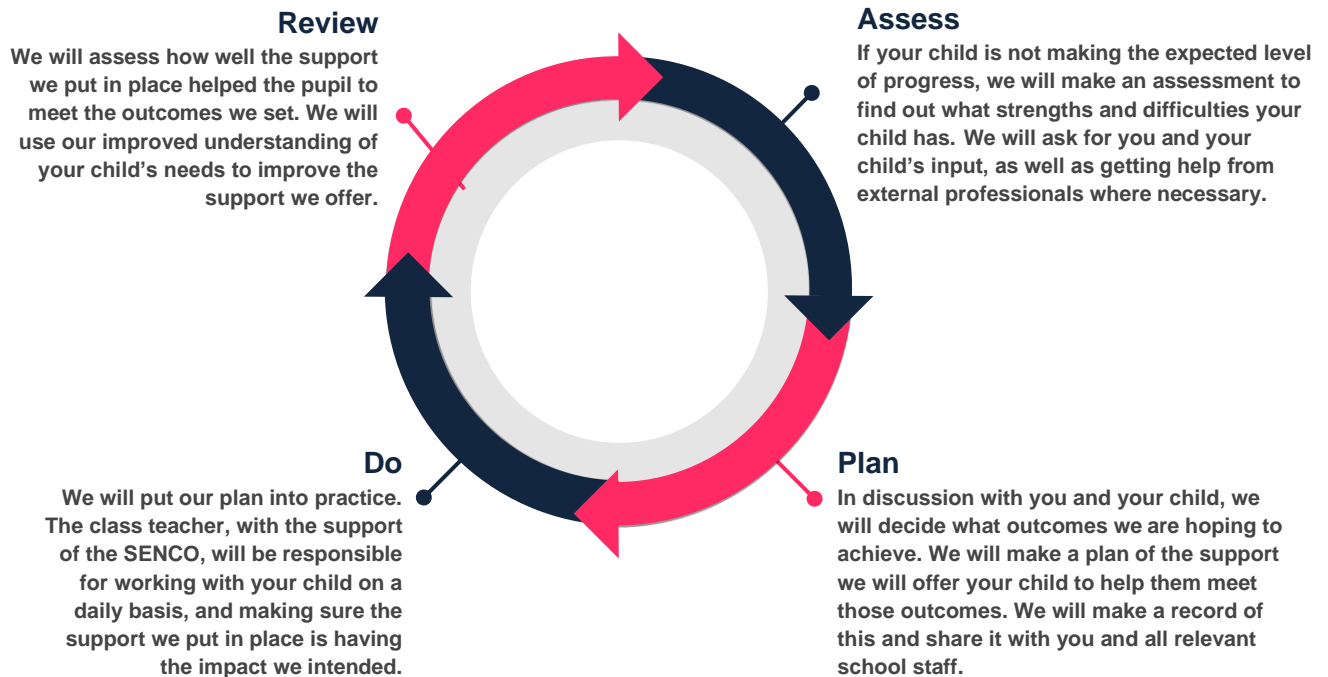 Review
We will assess how well the support
we put in place helped the pupil to
meet the outcomes we set. We will
use our improved understanding of
your child’s needs to improve the
support we offer.
Assess
If your child is not making the expected level
of progress, we will make an assessment to
find out what strengths and difficulties your
child has. We will ask for you and your
child’s input, as well as getting help from
external professionals where necessary.
Do
We will put our plan into practice.
The class teacher, with the support
of the SENCO, will be responsible
for working with your child on a
daily basis, and making sure the
support we put in place is having
the impact we intended.
Plan
In discussion with you and your child, we
will decide what outcomes we are hoping to
achieve. We will make a plan of the support
we will offer your child to help them meet
those outcomes. We will make a record of
this and share it with you and all relevant
school staff.